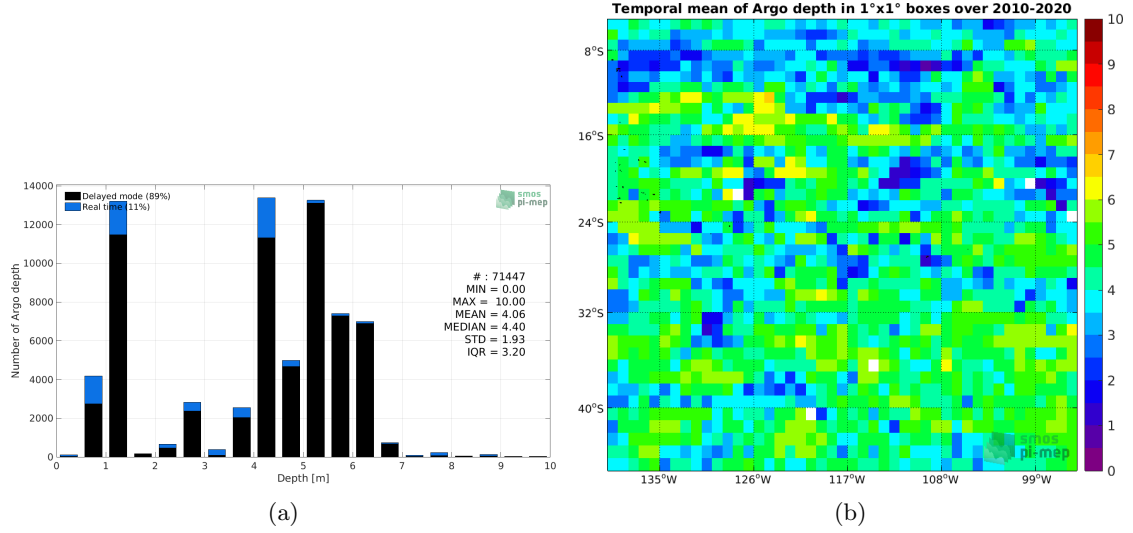 Temporal mean of Argo depth in 1°x1° boxes over 2010-2020
14000
12000
10000
8000
6000
4000
2000
0
Number of Argo depth
Delayed mode (89%)
Real time (11%)
smos
pi-mep
# : 71447
MIN = 0.00
MAX = 10.00
MEAN = 4.06
MEDIAN = 4.40
STD = 1.93
IQR = 3.20
0 1 2 3 4 5 6 7 8 9 10
Depth [m]
(a)
8°S
16°S
24°S
32°S
40°S
135°W 126°W 117°W 108°W 99°W
smos
pi-mep
10
9
8
7
6
5
4
3
2
1
0
(b)